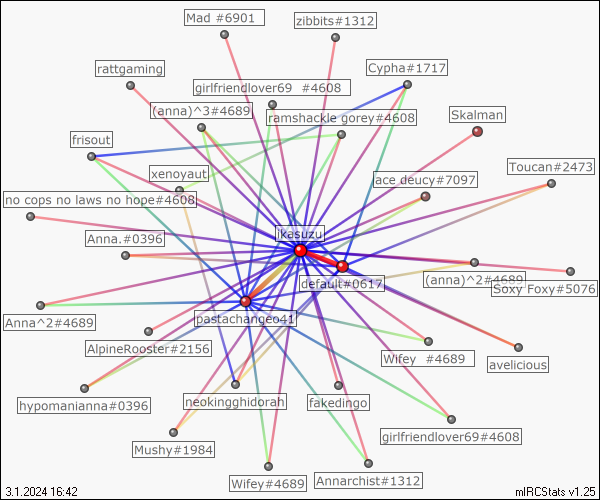 Mad #6901
zibbits#1312
rattgaming
Cypha#1717
girlfriendlover69 #4608
(anna)^3#4689
ramshackle gorey#4608
Skalman
frisout
xenoyaut
Toucan#2473
ace deucy#7097
no cops no laws no hope#4608
Anna.#0396
kasuzu
default#0617
(anna)^2#4689
Soxy Foxy#5076
Anna^2#4689
pastachangeo41
AlpineRooster#2156
Wifey #4689
avelicious
hypomanianna#0396
neokingghidorah
fakedingo
Mushy#1984
girlfriendlover69#4608
Wifey#4689
Annarchist#1312
3.1.2024 16:42
mIRCStats v1.25